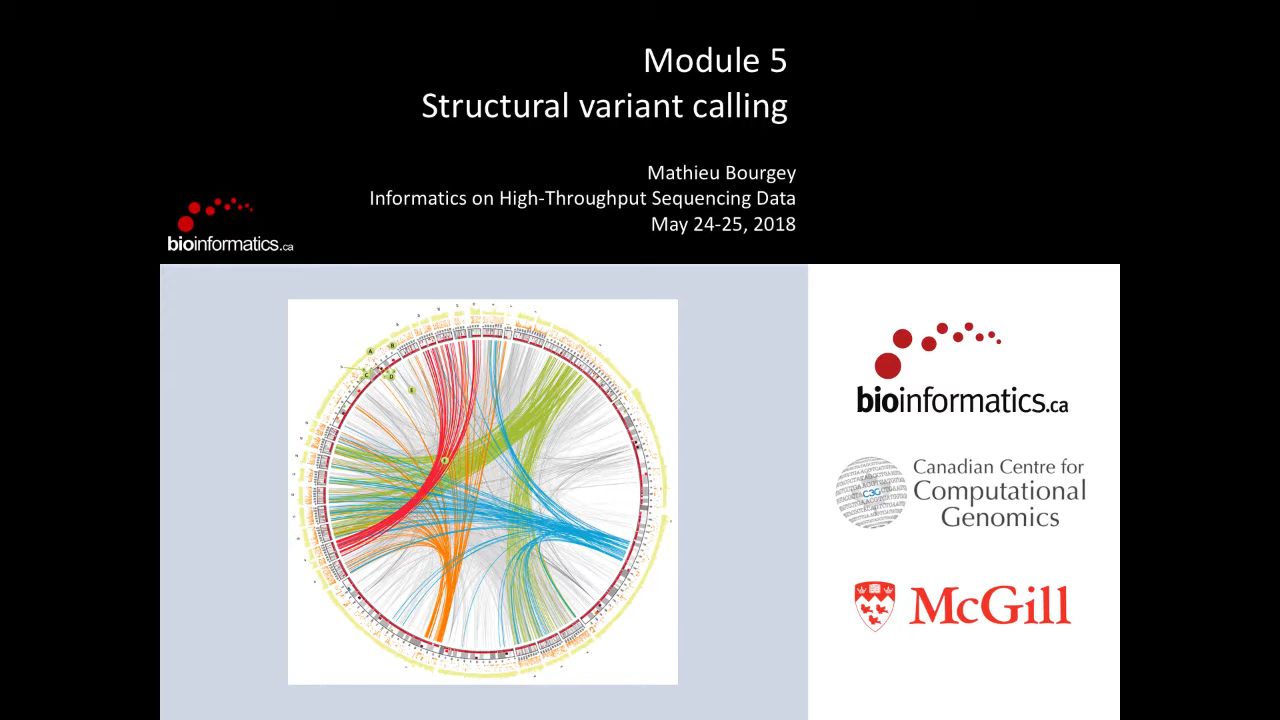 Module 5
Structural variant calling
Mathieu Bourgey
Informatics on High-Throughput Sequencing Data
May 24-25, 2018
bioinformatics.ca
A
B
C
D
E
bioinformatics.ca
C3G
Canadian Centre for
Computational
Genomics
McGill